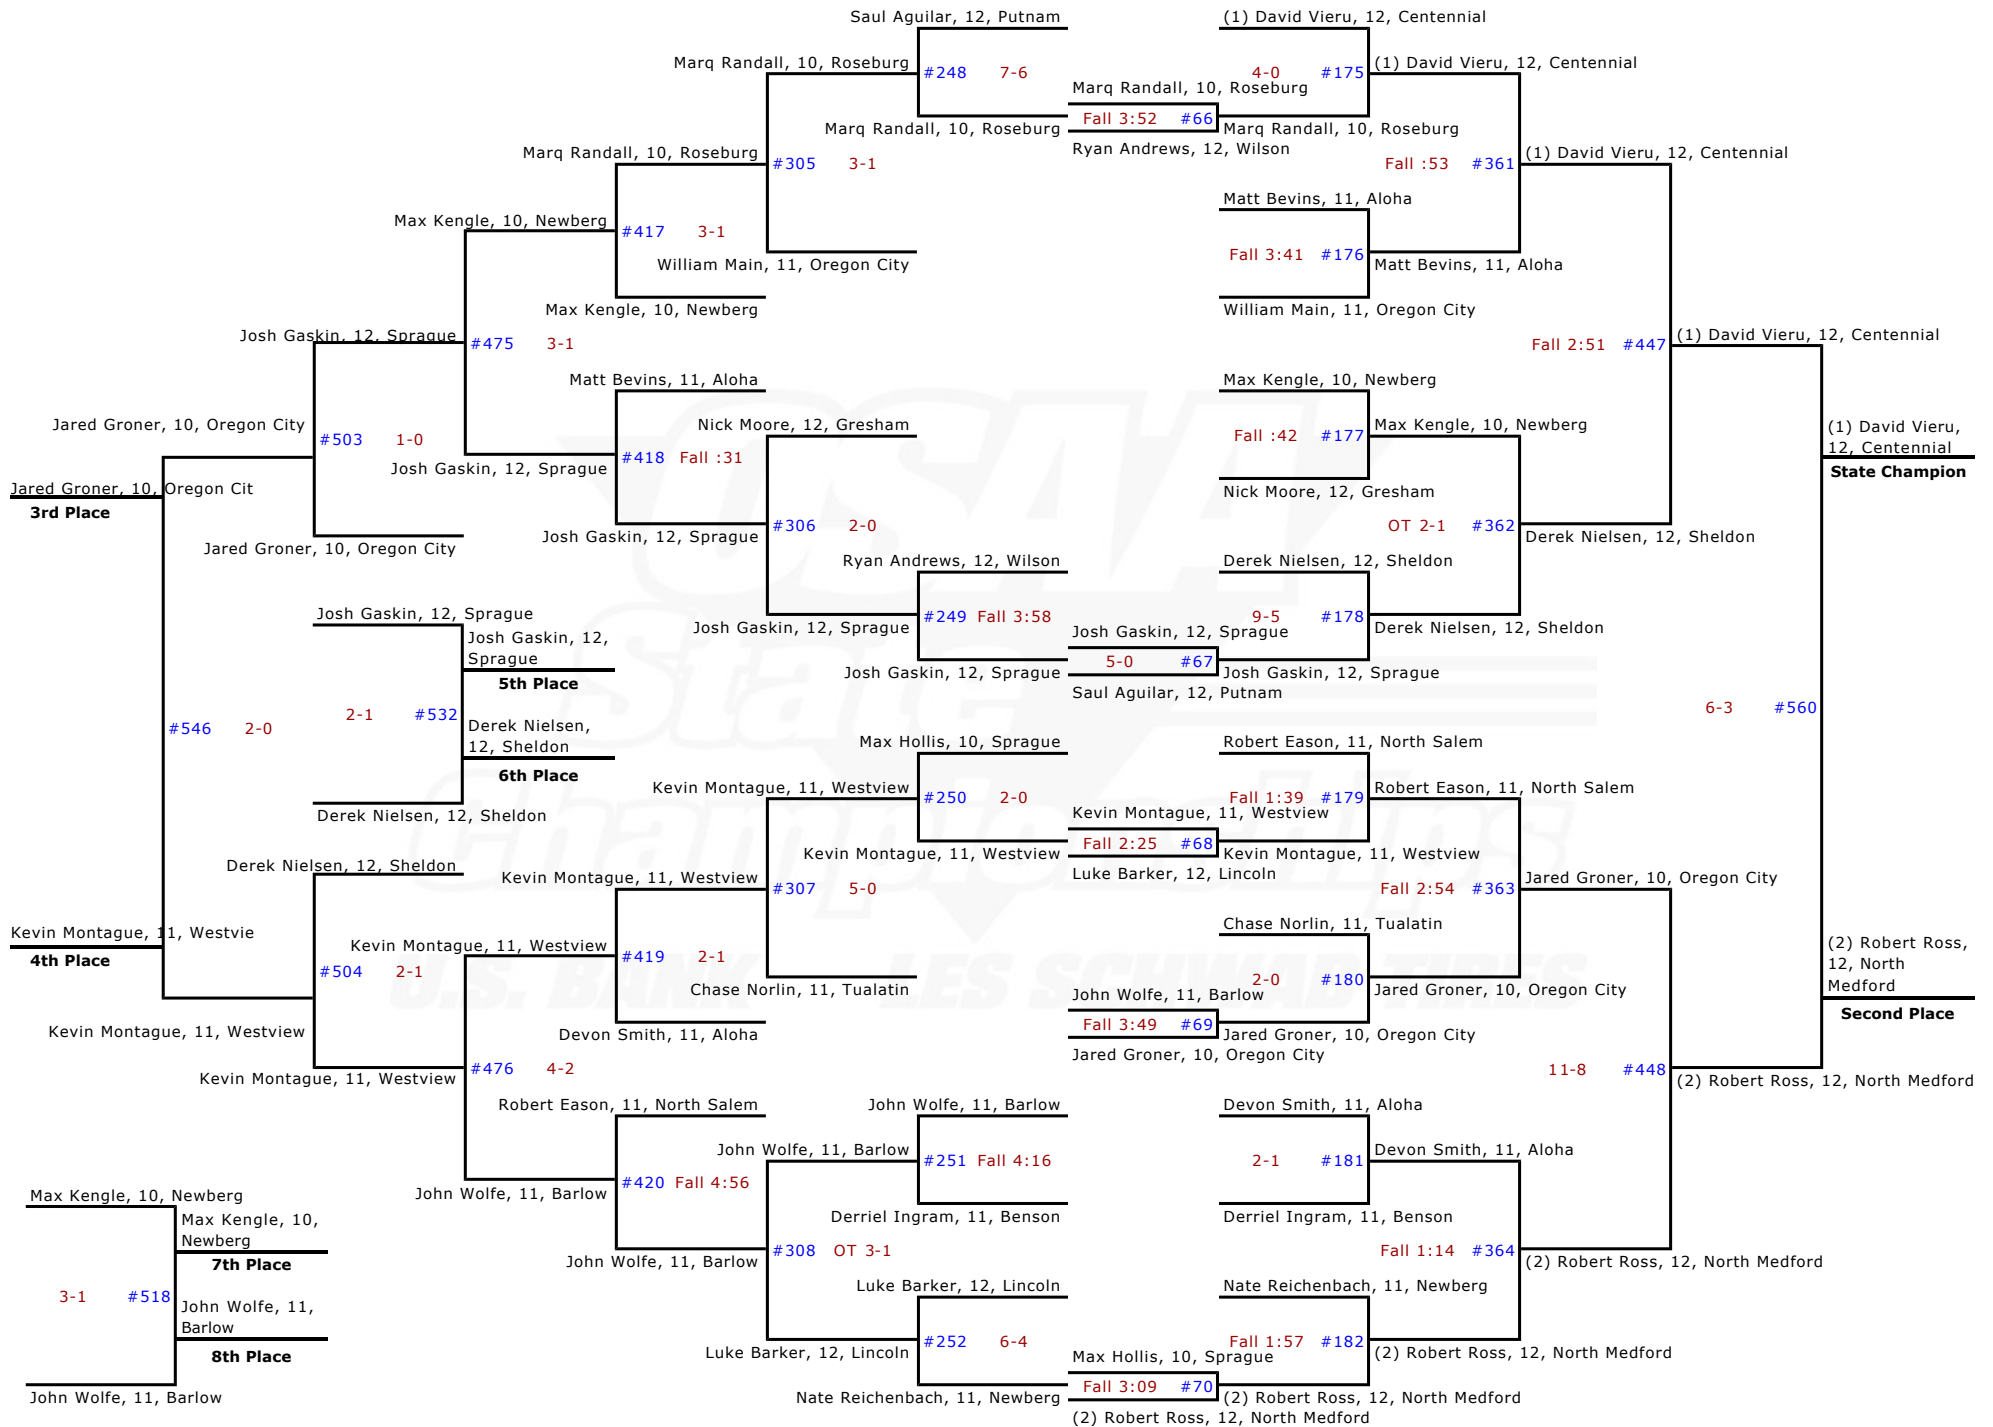 Saul Aguilar, 12, Putnam
(1) David Vieru, 12, Centennial
Marq Randall, 10, Roseburg
#248 7-6
4-0 #175
(1) David Vieru, 12, Centennial
Marq Randall, 10, Roseburg
Fall 3:52 #66
Marq Randall, 10, Roseburg
Marq Randall, 10, Roseburg
Ryan Andrews, 12, Wilson
Marq Randall, 10, Roseburg
#305 3-1
Fall :53 #361
(1) David Vieru, 12, Centennial
Matt Bevins, 11, Aloha
Max Kengle, 10, Newberg
#417 3-1
Fall 3:41 #176
William Main, 11, Oregon City
Matt Bevins, 11, Aloha
Max Kengle, 10, Newberg
William Main, 11, Oregon City
Josh Gaskin, 12, Sprague
#475 3-1
Fall 2:51 #447
(1) David Vieru, 12, Centennial
Matt Bevins, 11, Aloha
Max Kengle, 10, Newberg
OSAA
Jared Groner, 10, Oregon City
#503 1-0
Nick Moore, 12, Gresham
Fall :42 #177
Max Kengle, 10, Newberg
(1) David Vieru,
12, Centennial
State Champion
Josh Gaskin, 12, Sprague
#418 Fall :31
Jared Groner, 10, Oregon Cit
3rd Place
Nick Moore, 12, Gresham
#306 2-0
OT 2-1 #362
Josh Gaskin, 12, Sprague
Derek Nielsen, 12, Sheldon
Jared Groner, 10, Oregon City
Ryan Andrews, 12, Wilson
Derek Nielsen, 12, Sheldon
State
Josh Gaskin, 12, Sprague
#249 Fall 3:58
9-5 #178
Josh Gaskin, 12, Sprague
Derek Nielsen, 12, Sheldon
Josh Gaskin, 12, Sprague
Josh Gaskin, 12,
Sprague
5th Place
5-0 #67
Josh Gaskin, 12, Sprague
Josh Gaskin, 12, Sprague
Saul Aguilar, 12, Putnam
#546 2-0
2-1 #532
Derek Nielsen,
12, Sheldon
6th Place
6-3 #560
Max Hollis, 10, Sprague
Robert Eason, 11, North Salem
Championships
Kevin Montague, 11, Westview
#250 2-0
Fall 1:39 #179
Robert Eason, 11, North Salem
Derek Nielsen, 12, Sheldon
Kevin Montague, 11, Westview
Fall 2:25 #68
Kevin Montague, 11, Westview
Kevin Montague, 11, Westview
Luke Barker, 12, Lincoln
Derek Nielsen, 12, Sheldon
Kevin Montague, 11, Westview
#307 5-0
Fall 2:54 #363
Jared Groner, 10, Oregon City
Chase Norlin, 11, Tualatin
Kevin Montague, 11, Westvie
4th Place
Kevin Montague, 11, Westview
#419 2-1
#504 2-1
U.S. BANK LES SCHWAB TIRES
2-0 #180
Chase Norlin, 11, Tualatin
Jared Groner, 10, Oregon City
(2) Robert Ross,
12, North
Medford
Second Place
John Wolfe, 11, Barlow
Fall 3:49 #69
Kevin Montague, 11, Westview
Devon Smith, 11, Aloha
Jared Groner, 10, Oregon City
Jared Groner, 10, Oregon City
Kevin Montague, 11, Westview
#476 4-2
11-8 #448
(2) Robert Ross, 12, North Medford
Robert Eason, 11, North Salem
John Wolfe, 11, Barlow
Devon Smith, 11, Aloha
John Wolfe, 11, Barlow
#251 Fall 4:16
2-1 #181
Devon Smith, 11, Aloha
#420 Fall 4:56
John Wolfe, 11, Barlow
Derriel Ingram, 11, Benson
Derriel Ingram, 11, Benson
Max Kengle, 10, Newberg
Max Kengle, 10,
Newberg
7th Place
#308 OT 3-1
Fall 1:14 #364
John Wolfe, 11, Barlow
(2) Robert Ross, 12, North Medford
Luke Barker, 12, Lincoln
Nate Reichenbach, 11, Newberg
3-1 #518
John Wolfe, 11,
Barlow
8th Place
Luke Barker, 12, Lincoln
#252 6-4
Fall 1:57 #182
Max Hollis, 10, Sprague
(2) Robert Ross, 12, North Medford
Fall 3:09 #70
John Wolfe, 11, Barlow
Nate Reichenbach, 11, Newberg
(2) Robert Ross, 12, North Medford
(2) Robert Ross, 12, North Medford